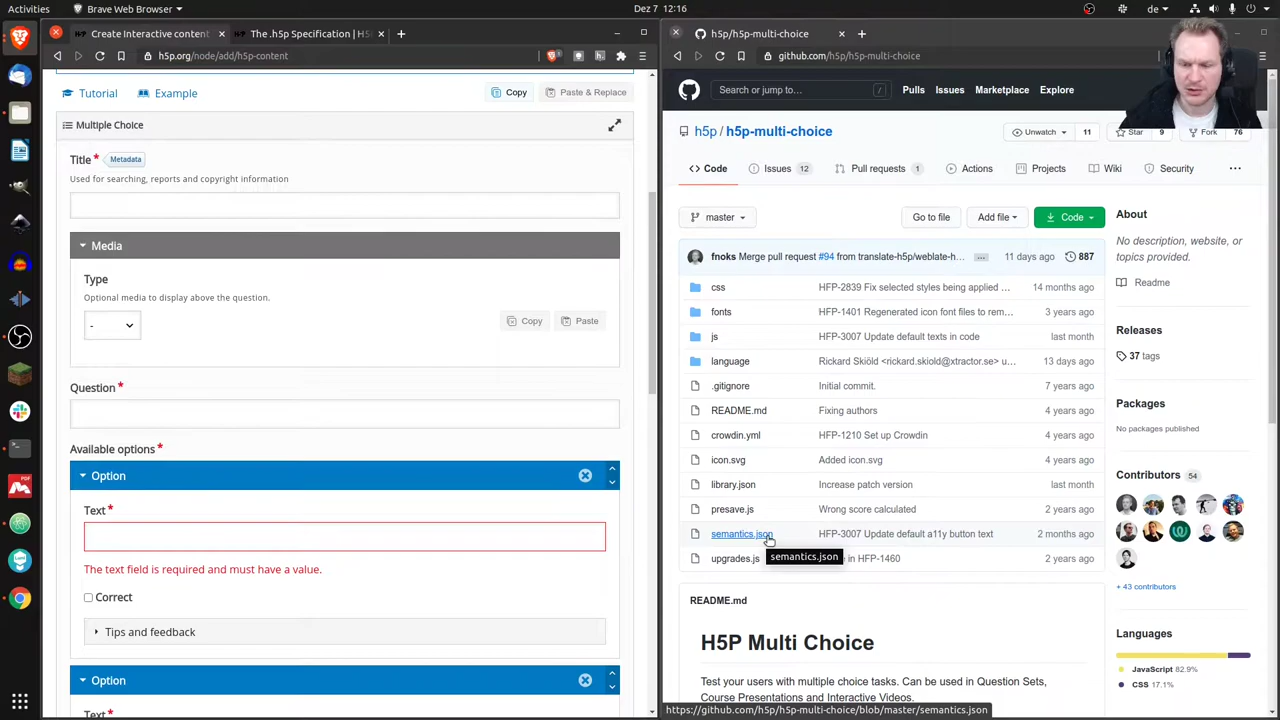 Activities
Brave Web Browser
Dez 7 12:16
de
Create Interactive conten
The .h5p Specification | H5
h5p.org/node/add/h5p-content
Tutorial
Example
Copy
Paste & Replace
Multiple Choice
Title *
Metadata
Used for searching, reports and copyright information
Media
Type
Optional media to display above the question.
-
Copy
Paste
Question *
Available options *
Option
Text *
The text field is required and must have a value.
Correct
Tips and feedback
Option
Text *
h5p/h5p-multi-choice
github.com/h5p/h5p-multi-choice
Search or jump to...
/
Pulls
Issues
Marketplace
Explore
h5p / h5p-multi-choice
Unwatch
11
Star
9
Fork
76
Code
Issues
12
Pull requests
1
Actions
Projects
Wiki
Security
master
Go to file
Add file
Code
fnoks Merge pull request #94 from translate-h5p/weblate-h... ... 11 days ago 887
css HFP-2839 Fix selected styles being applied ... 14 months ago
fonts HFP-1401 Regenerated icon font files to rem... 3 years ago
js HFP-3007 Update default texts in code last month
language Rickard Skiöld <rickard.skiold@xtractor.se> u... 13 days ago
.gitignore Initial commit. 7 years ago
README.md Fixing authors 4 years ago
crowdin.yml HFP-1210 Set up Crowdin 4 years ago
icon.svg Added icon.svg 4 years ago
library.json Increase patch version last month
presave.js Wrong score calculated 2 years ago
semantics.json HFP-3007 Update default a11y button text 2 months ago
semantics.json
upgrades.js in HFP-1460 2 years ago
README.md
H5P Multi Choice
Test your users with multiple choice tasks. Can be used in Question Sets,
Course Presentations and Interactive Videos.
About
No description, website, or
topics provided.
Readme
Releases
37 tags
Packages
No packages published
Contributors 54
+ 43 contributors
Languages
JavaScript 82.9%
CSS 17.1%
https://github.com/h5p/h5p-multi-choice/blob/master/semantics.json